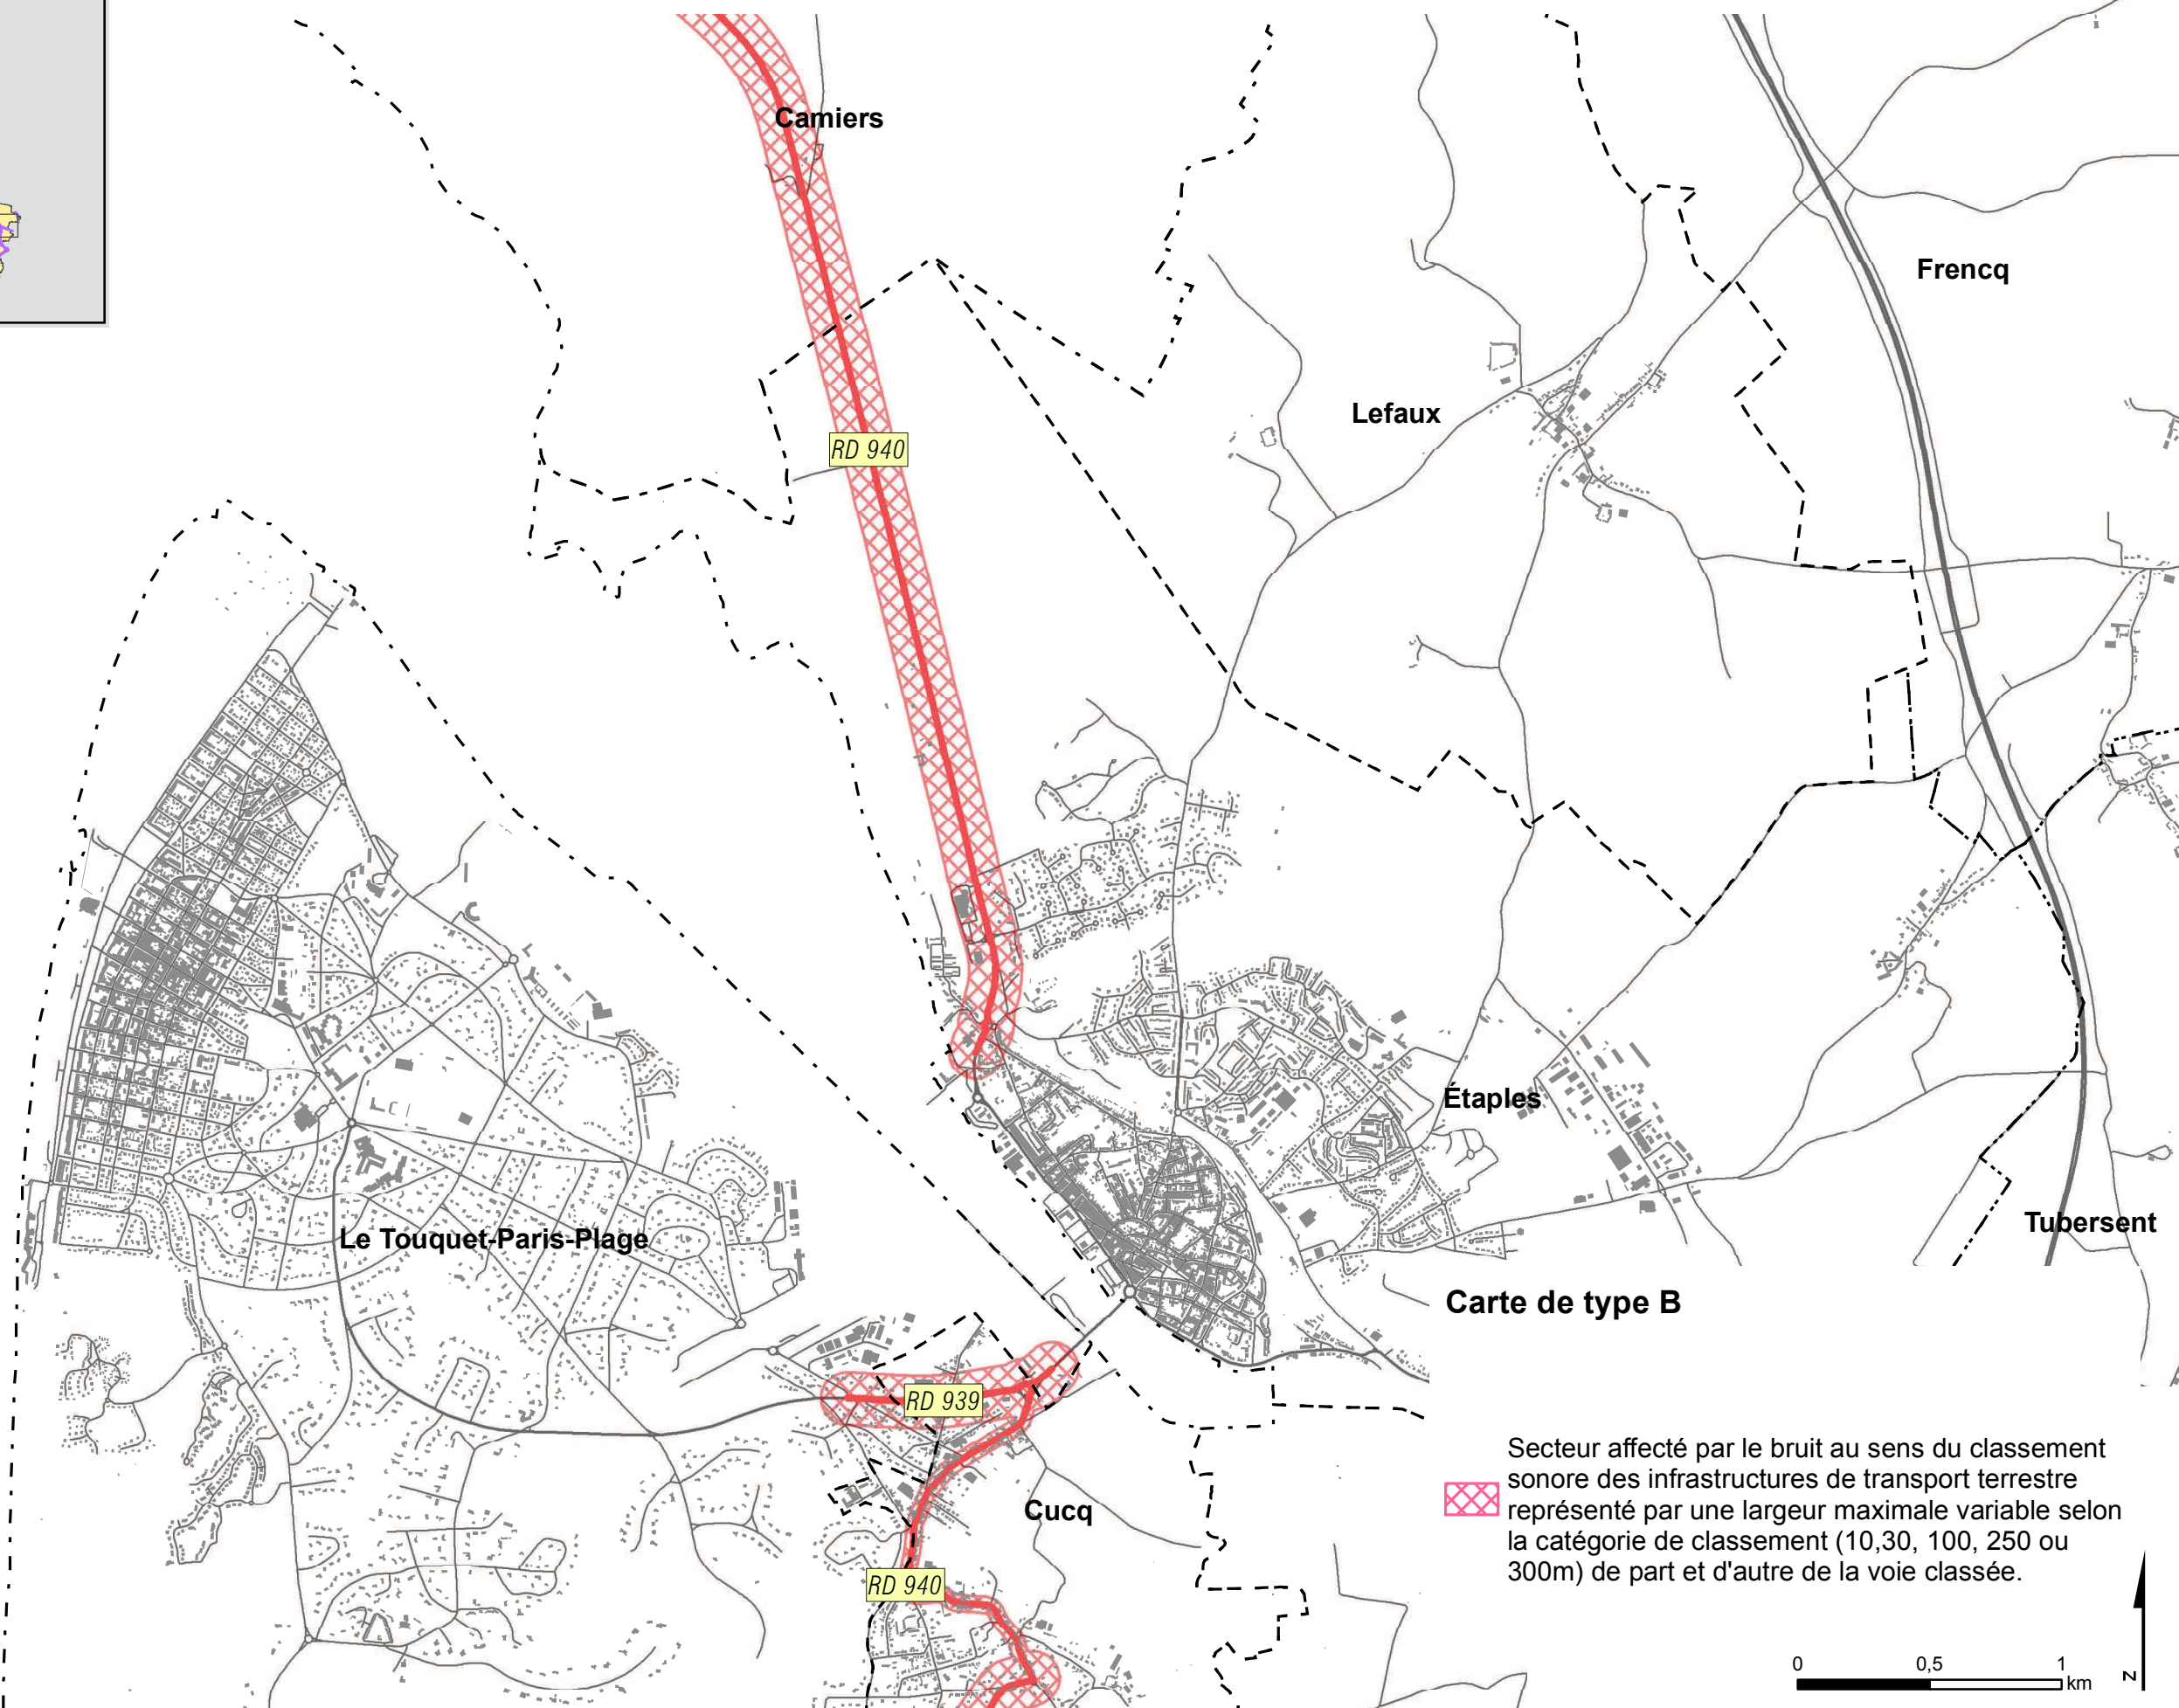 Camiers
Frencq
Lefaux
RD 940
Étaples
Tubersent
Le Touquet-Paris-Plage
Carte de type B
RD 939
Secteur affecté par le bruit au sens du classement
sonore des infrastructures de transport terrestre
représenté par une largeur maximale variable selon
la catégorie de classement (10,30, 100, 250 ou
300m) de part et d'autre de la voie classée.
Cucq
RD 940
0 0,5 1
km
N